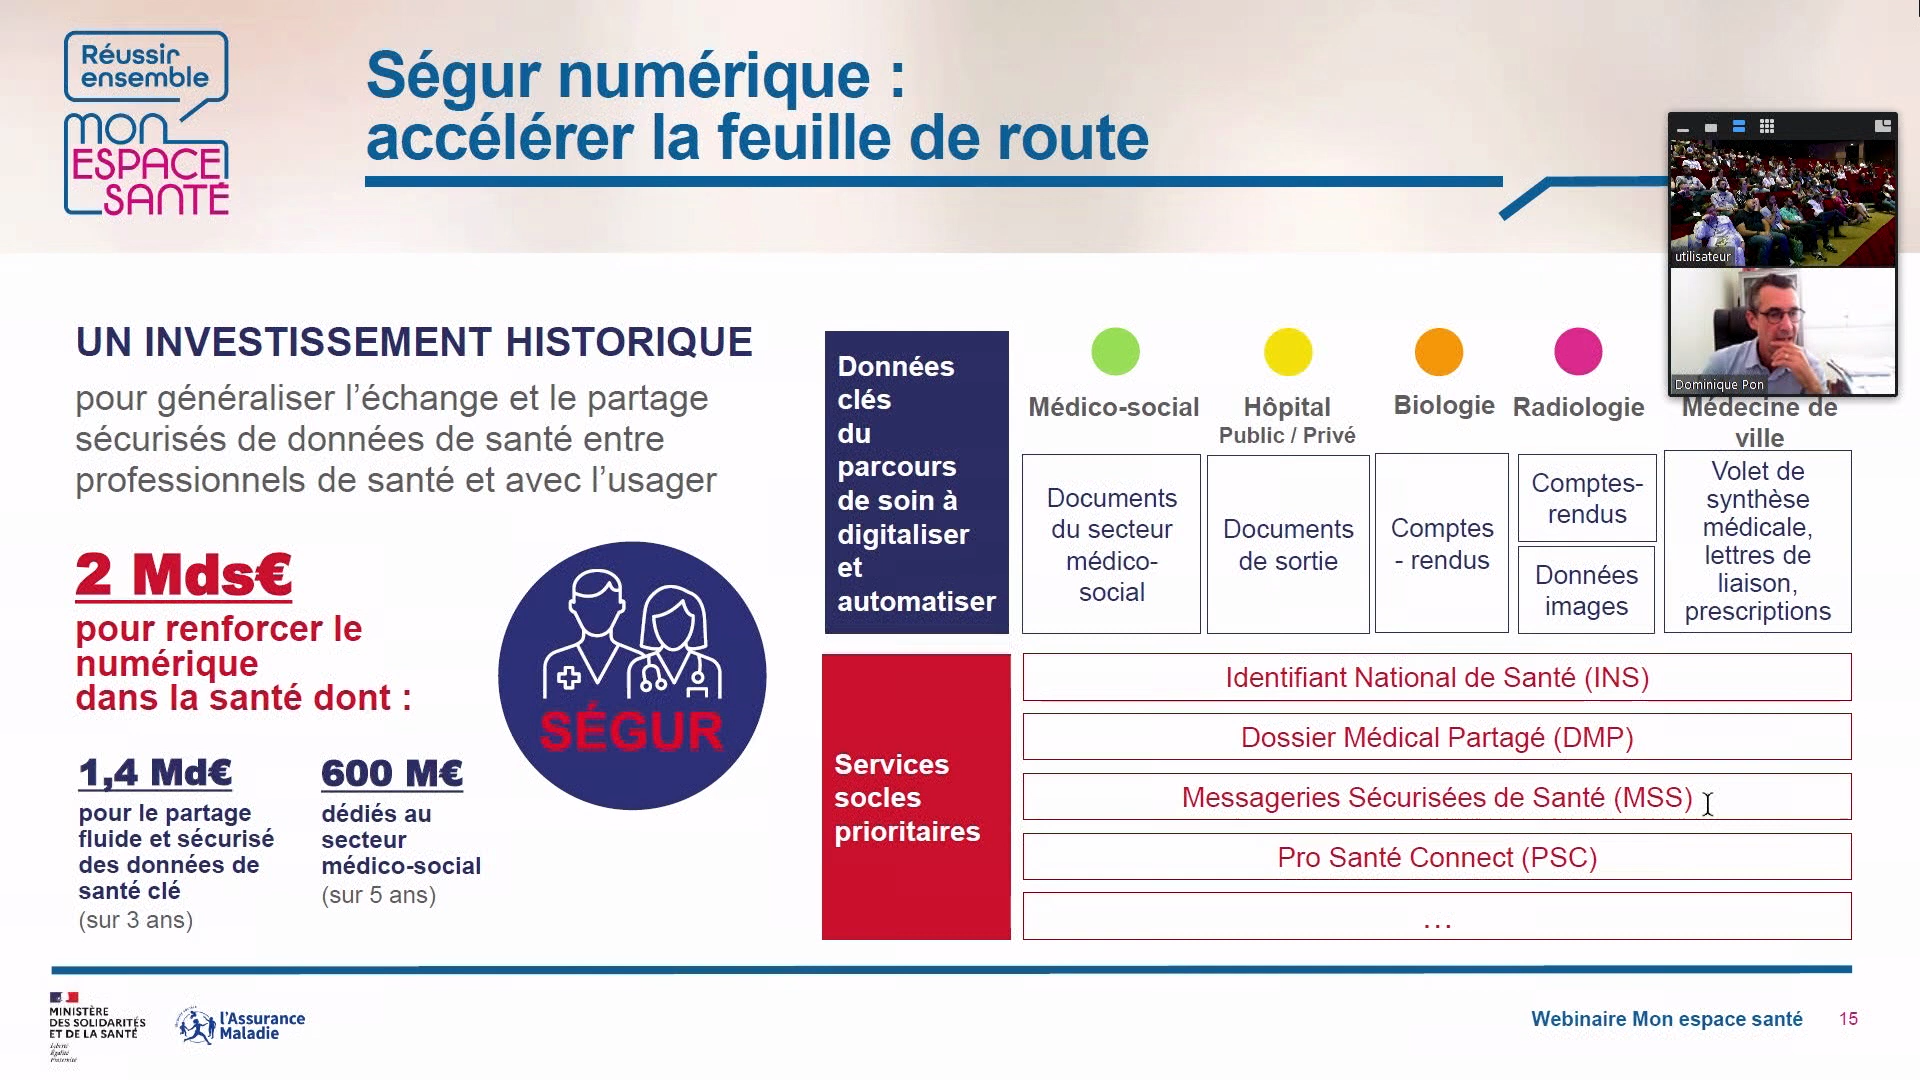 Réussir
ensemble
mon
ESPACE
SANTÉ
Ségur numérique :
accélérer la feuille de route
utilisateur
Dominique Pon
UN INVESTISSEMENT HISTORIQUE
pour généraliser l’échange et le partage
sécurisés de données de santé entre
professionnels de santé et avec l’usager
2 Mds€
pour renforcer le
numérique
dans la santé dont :
1,4 Md€
pour le partage
fluide et sécurisé
des données de
santé clé
(sur 3 ans)
600 M€
dédiés au
secteur
médico-social
(sur 5 ans)
SÉGUR
Données
clés
du
parcours
de soin à
digitaliser
et
automatiser
Médico-social
Documents
du secteur
médico-
social
Hôpital
Public / Privé
Documents
de sortie
Biologie
Comptes
- rendus
Radiologie
Comptes-
rendus
Données
images
Médecine de
ville
Volet de
synthèse
médicale,
lettres de
liaison,
prescriptions
Services
socles
prioritaires
Identifiant National de Santé (INS)
Dossier Médical Partagé (DMP)
Messageries Sécurisées de Santé (MSS)
Pro Santé Connect (PSC)
...
MINISTÈRE
DES SOLIDARITÉS
ET DE LA SANTÉ
Liberté
Égalité
Fraternité
l’Assurance
Maladie
Webinaire Mon espace santé
15